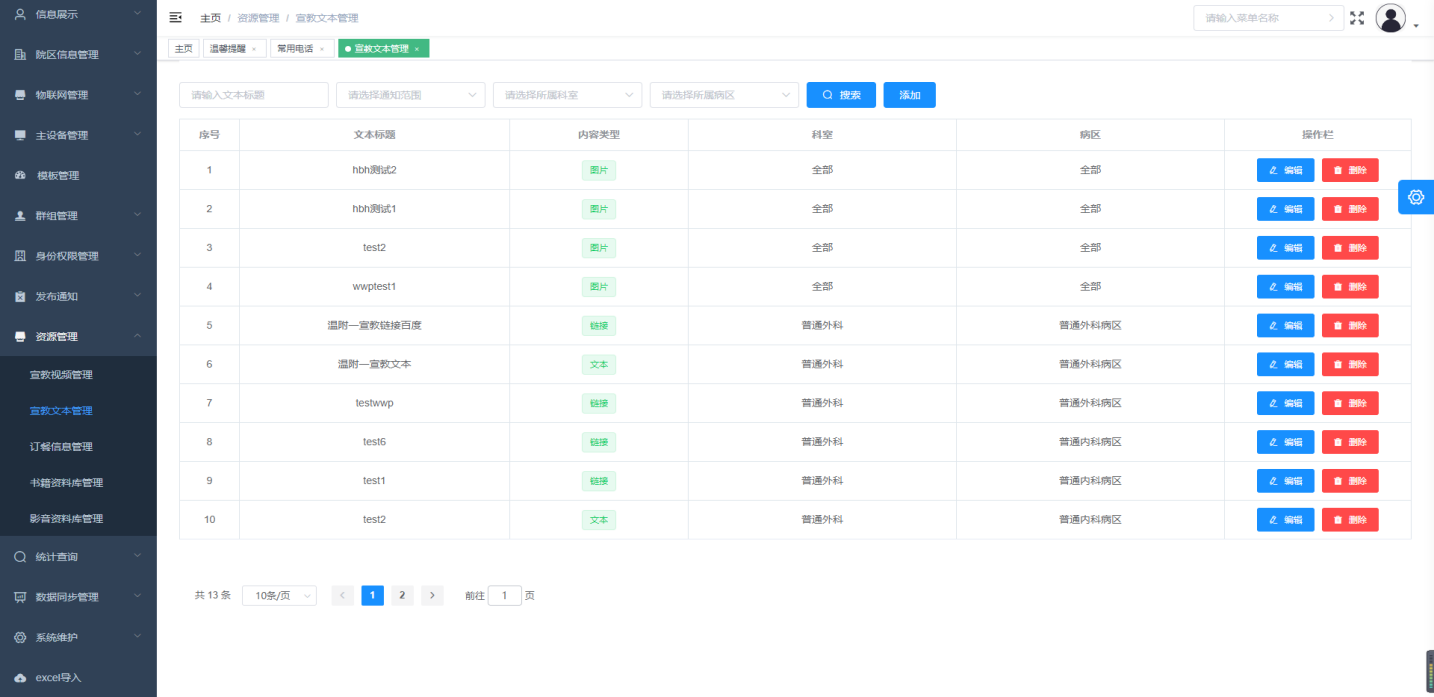 信息展示
院区信息管理
物联网管理
主设备管理
模板管理
群组管理
身份权限管理
发布通知
资源管理
宣教视频管理
宣教文本管理
订餐信息管理
书籍资料库管理
影音资料库管理
统计查询
数据同步管理
系统维护
excel导入
主页 / 资源管理 / 宣教文本管理
请输入菜单名称
主页 温馨提醒 × 常用电话 × 宣教文本管理 ×
请输入文本标题 请选择通知范围 请选择所属科室 请选择所属病区 搜索 添加
序号 文本标题 内容类型 科室 病区 操作栏
1 hbh测试2 图片 全部 全部 编辑 删除
2 hbh测试1 图片 全部 全部 编辑 删除
3 test2 图片 全部 全部 编辑 删除
4 wwptest1 图片 全部 全部 编辑 删除
5 温附一宣教链接百度 链接 普通外科 普通外科病区 编辑 删除
6 温附一宣教文本 文本 普通外科 普通外科病区 编辑 删除
7 testwwp 链接 普通外科 普通外科病区 编辑 删除
8 test6 链接 普通外科 普通内科病区 编辑 删除
9 test1 链接 普通外科 普通内科病区 编辑 删除
10 test2 文本 普通外科 普通内科病区 编辑 删除
共 13 条 10条/页 1 2 前往 1 页